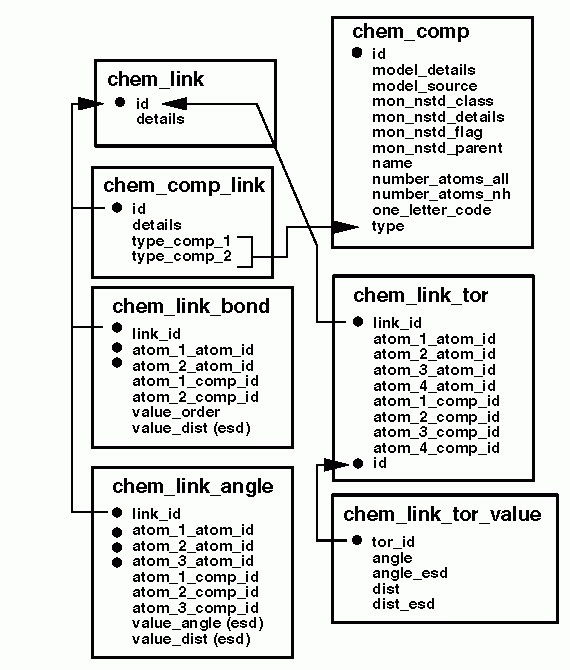 chem_link
id
details
chem_comp_link
id
details
type_comp_1
type_comp_2
chem_link_bond
link_id
atom_1_atom_id
atom_2_atom_id
atom_1_comp_id
atom_2_comp_id
value_order
value_dist (esd)
chem_link_angle
link_id
atom_1_atom_id
atom_2_atom_id
atom_3_atom_id
atom_1_comp_id
atom_2_comp_id
atom_3_comp_id
value_angle (esd)
value_dist (esd)
chem_comp
id
model_details
model_source
mon_nstd_class
mon_nstd_details
mon_nstd_flag
mon_nstd_parent
name
number_atoms_all
number_atoms_nh
one_letter_code
type
chem_link_tor
link_id
atom_1_atom_id
atom_2_atom_id
atom_3_atom_id
atom_4_atom_id
atom_1_comp_id
atom_2_comp_id
atom_3_comp_id
atom_4_comp_id
id
chem_link_tor_value
tor_id
angle
angle_esd
dist
dist_esd